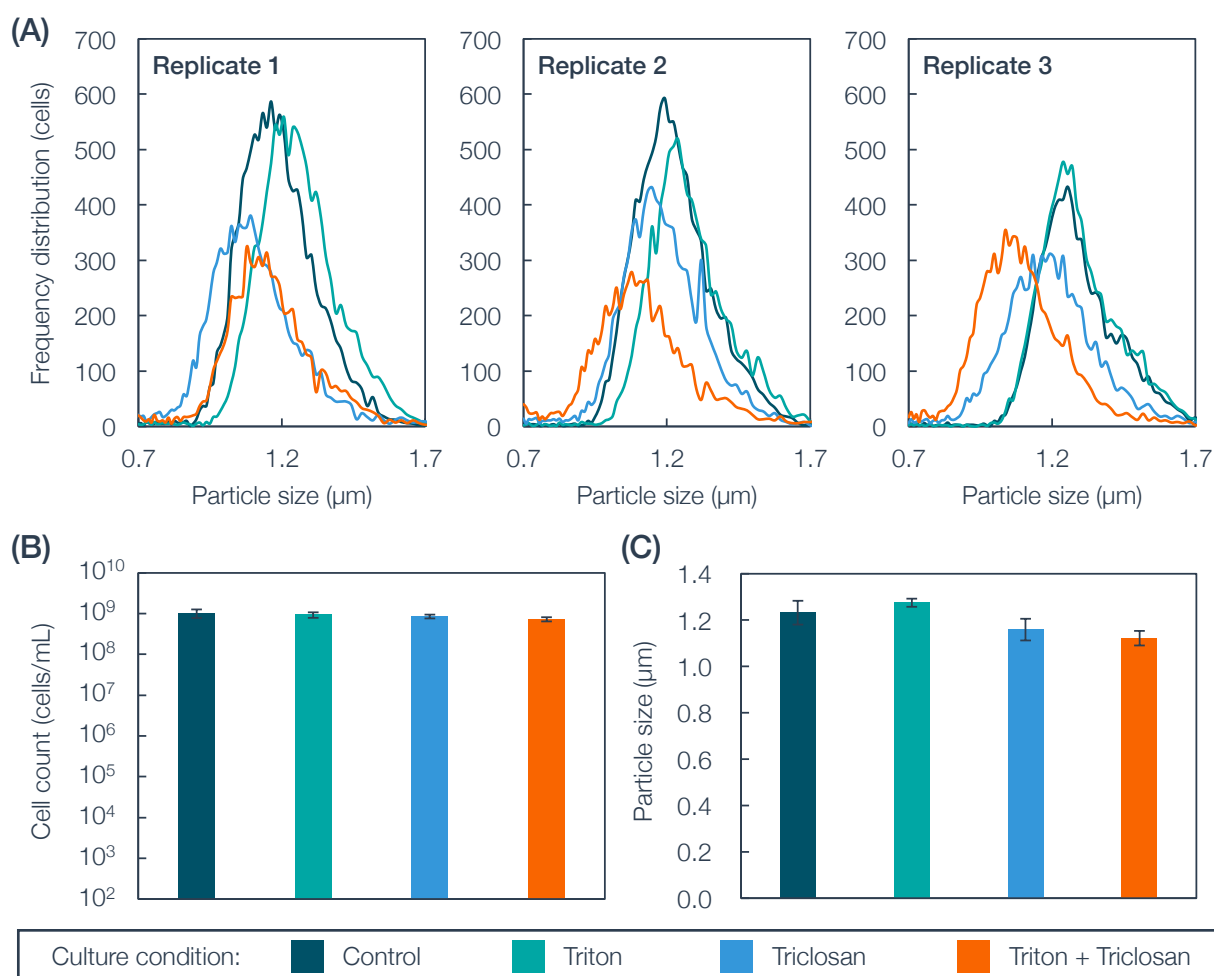 (A)
Frequency distribution (cells)
700
600
500
400
300
200
100
0
Replicate 1
0.7 1.2 1.7
Particle size (µm)
700
600
500
400
300
200
100
0
Replicate 2
0.7 1.2 1.7
Particle size (µm)
700
600
500
400
300
200
100
0
Replicate 3
0.7 1.2 1.7
Particle size (µm)
(B)
Cell count (cells/mL)
10¹⁰
10⁹
10⁸
10⁷
10⁶
10⁵
10⁴
10³
10²
(C)
Particle size (µm)
1.4
1.2
1.0
0.8
0.6
0.4
0.2
0.0
Culture condition: Control Triton Triclosan Triton + Triclosan